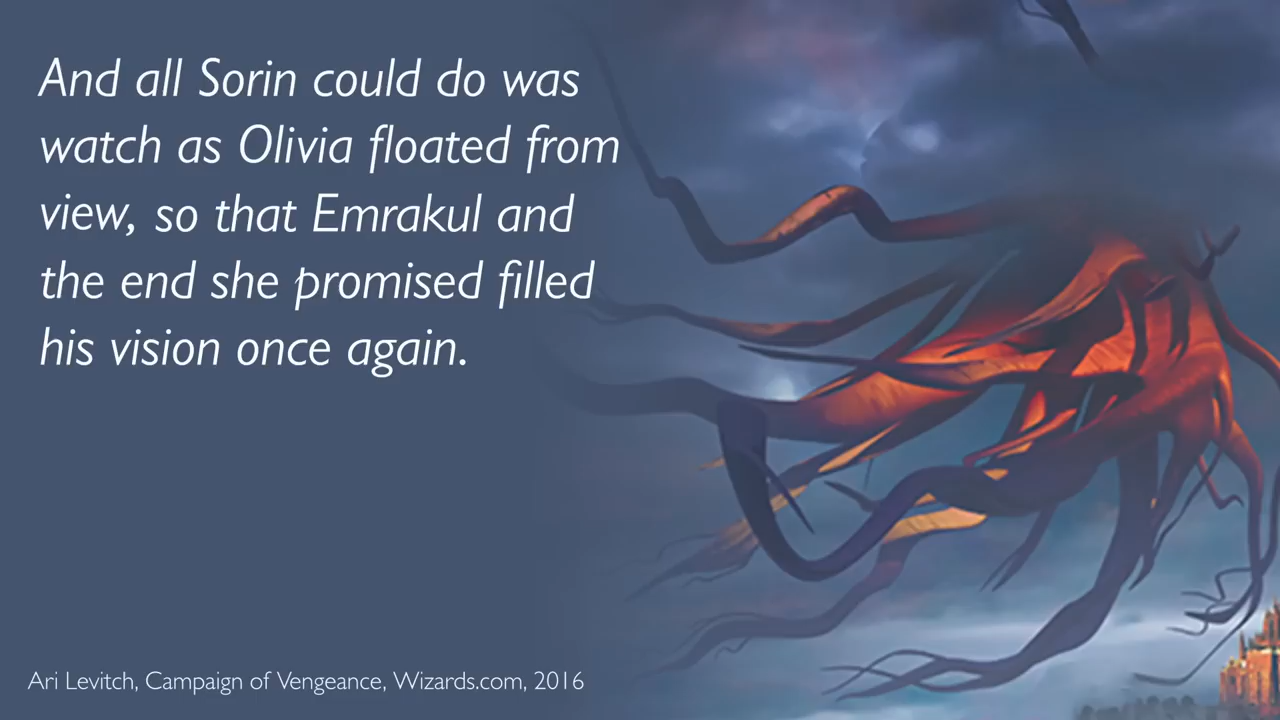 And all Sorin could do was
watch as Olivia floated from
view, so that Emrakul and
the end she promised filled
his vision once again.
Ari Levitch, Campaign of Vengeance, Wizards.com, 2016